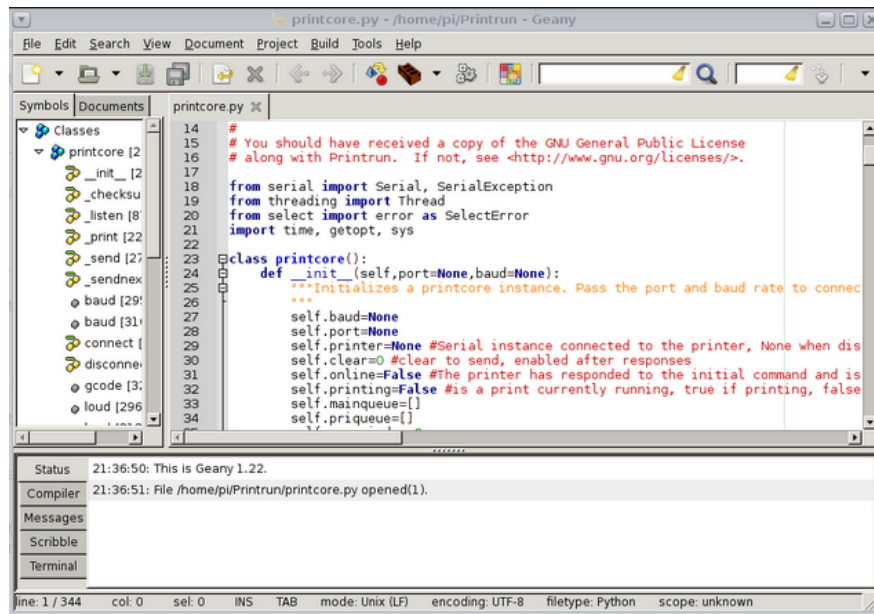 printcore.py - /home/pi/Printrun - Geany
File Edit Search View Document Project Build Tools Help
Symbols Documents
printcore.py
Classes
printcore [2
__init__ [2
_checksu
_listen [8
_print [22
_send [27
_sendnex
baud [29
baud [31
connect [
disconne
gcode [3
loud [296
14 #
15 # You should have received a copy of the GNU General Public License
16 # along with Printrun.  If not, see <http://www.gnu.org/licenses/>.
17
18 from serial import Serial, SerialException
19 from threading import Thread
20 from select import error as SelectError
21 import time, getopt, sys
22
23 class printcore():
24     def __init__(self,port=None,baud=None):
25         """Initializes a printcore instance. Pass the port and baud rate to connec
26         """
27         self.baud=None
28         self.port=None
29         self.printer=None #Serial instance connected to the printer, None when dis
30         self.clear=0 #clear to send, enabled after responses
31         self.online=False #The printer has responded to the initial command and is
32         self.printing=False #is a print currently running, true if printing, false
33         self.mainqueue=[]
34         self.priqueue=[]
Status
Compiler
Messages
Scribble
Terminal
21:36:50: This is Geany 1.22.
21:36:51: File /home/pi/Printrun/printcore.py opened(1).
line: 1 / 344 col: 0 sel: 0 INS TAB mode: Unix (LF) encoding: UTF-8 filetype: Python scope: unknown